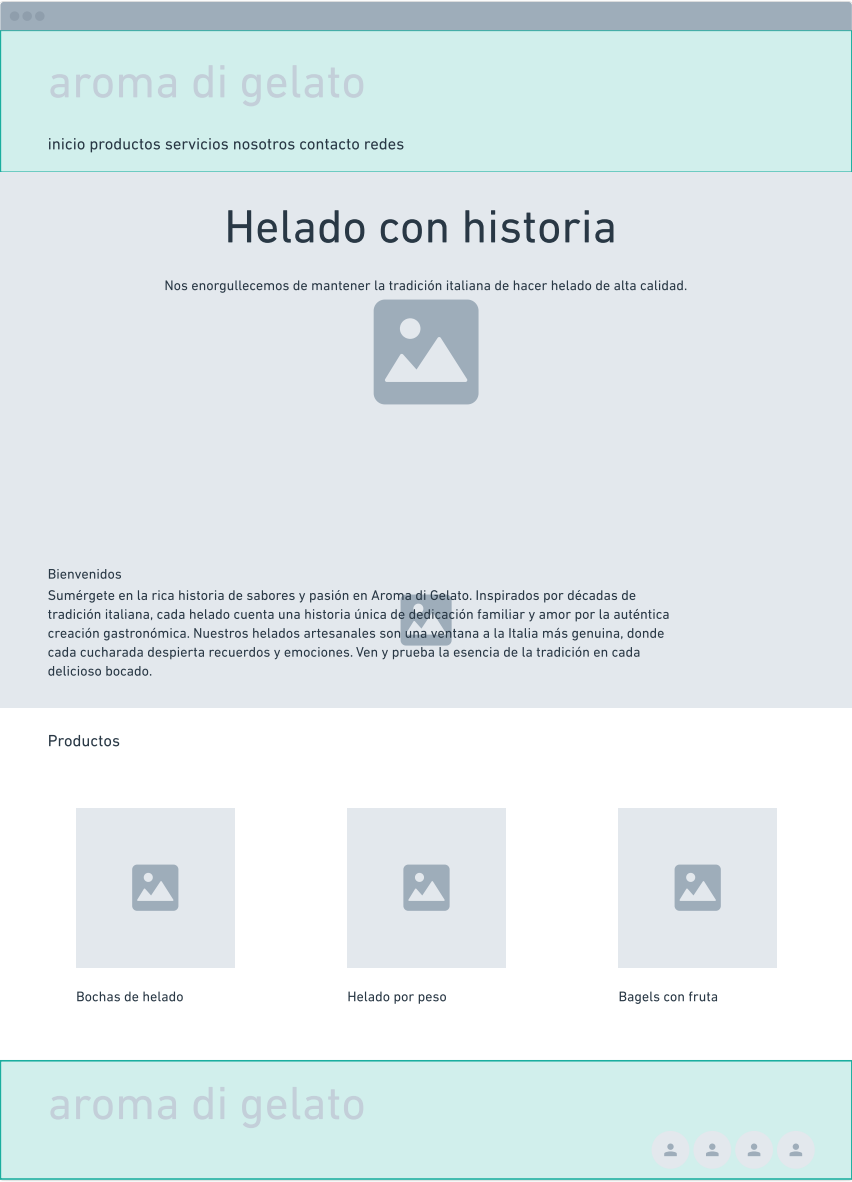 aroma di gelato
inicio productos servicios nosotros contacto redes
Helado con historia
Nos enorgullecemos de mantener la tradición italiana de hacer helado de alta calidad.
Bienvenidos
Sumérgete en la rica historia de sabores y pasión en Aroma di Gelato. Inspirados por décadas de
tradición italiana, cada helado cuenta una historia única de dedicación familiar y amor por la auténtica
creación gastronómica. Nuestros helados artesanales son una ventana a la Italia más genuina, donde
cada cucharada despierta recuerdos y emociones. Ven y prueba la esencia de la tradición en cada
delicioso bocado.
Productos
Bochas de helado
Helado por peso
Bagels con fruta
aroma di gelato